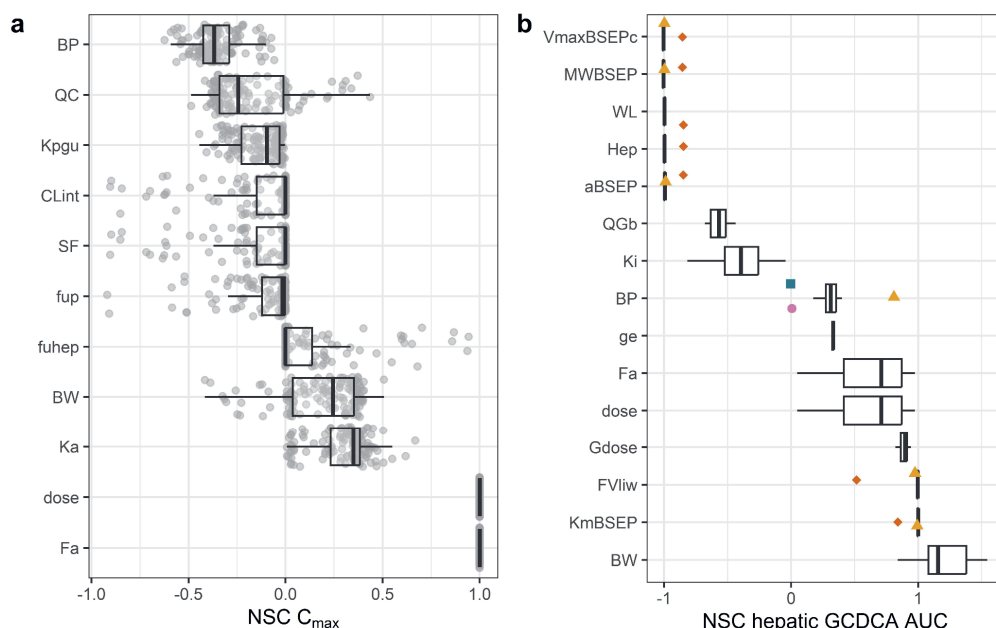 a
BP
QC
Kpgu
CLint
SF
fup
fuhep
BW
Ka
dose
Fa
-1.0
-0.5
0.0
0.5
1.0
NSC Cmax
b
VmaxBSEPc
MWBSEP
WL
Hep
aBSEP
QGb
Ki
BP
ge
Fa
dose
Gdose
FVliw
KmBSEP
BW
-1
0
1
NSC hepatic GCDCA AUC